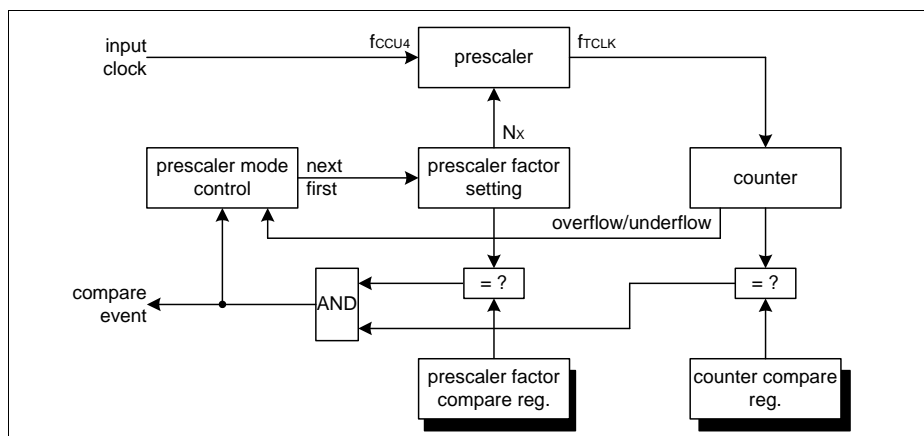 input
clock
fCCU4
prescaler
fTCLK
NX
prescaler mode
control
next
first
prescaler factor
setting
counter
overflow/underflow
compare
event
AND
= ?
= ?
prescaler factor
compare reg.
counter compare
reg.